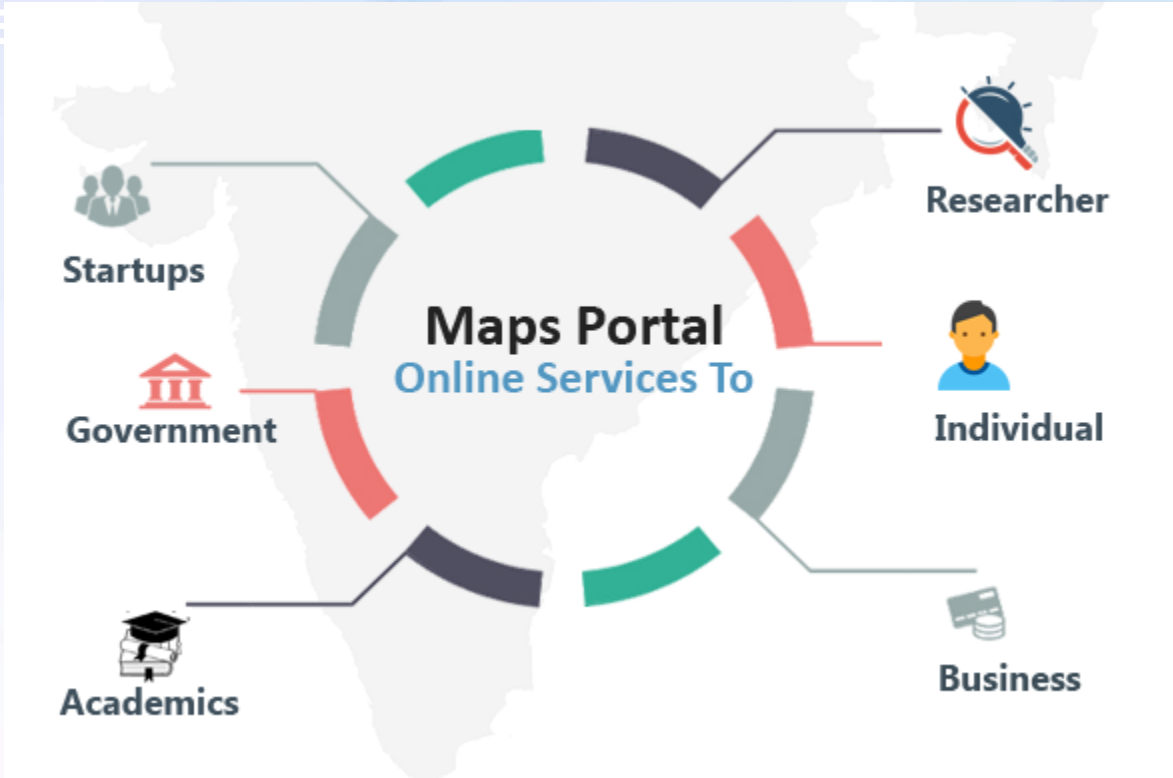 Maps Portal
Online Services To
Startups
Government
Academics
Researcher
Individual
Business